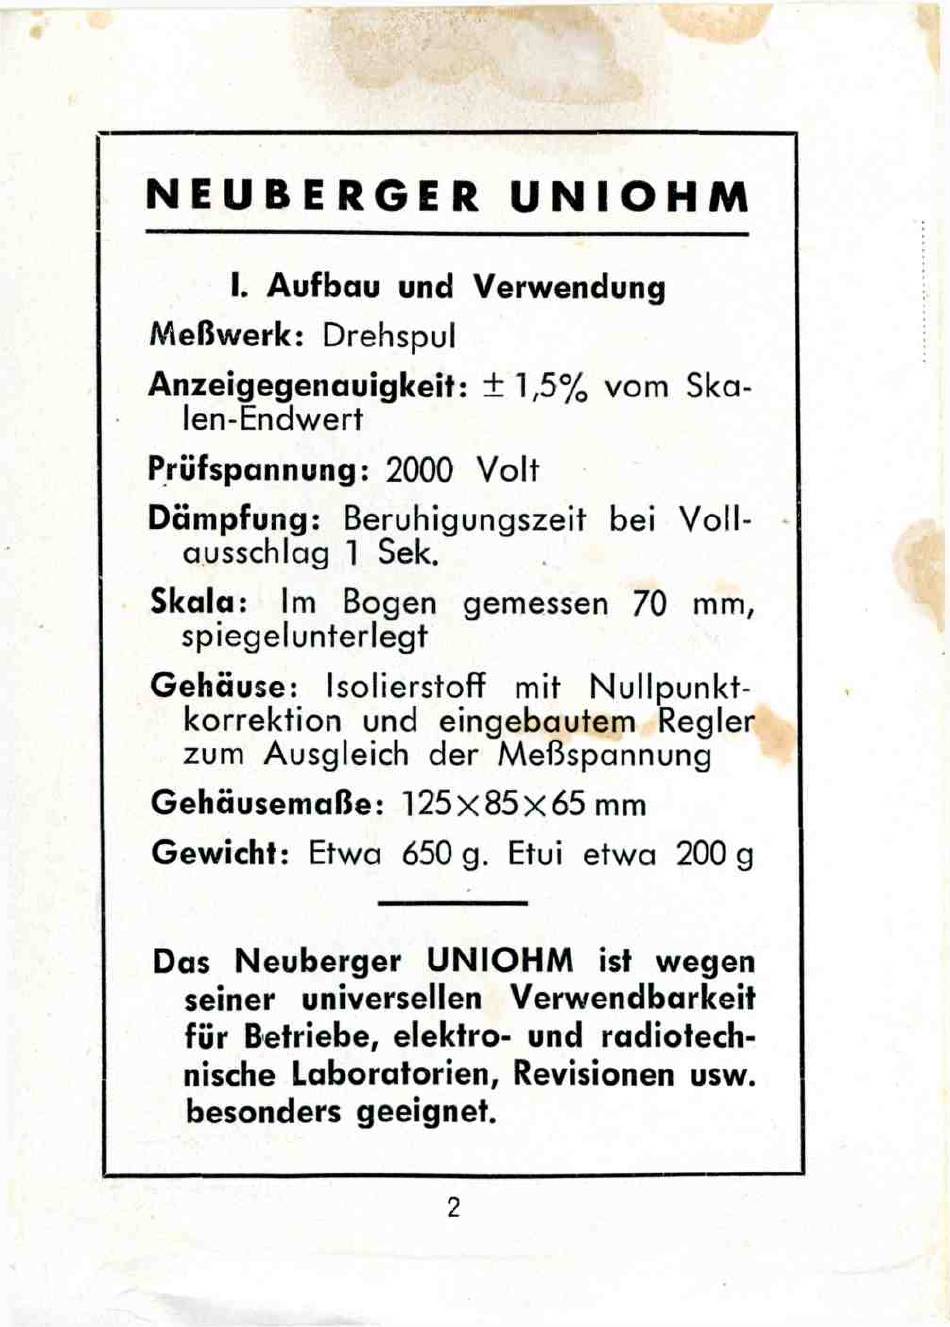 NEUBERGER UNIOHM
I. Aufbau und Verwendung
Meßwerk: Drehspul
Anzeigegenauigkeit: ± 1,5% vom Ska-
len-Endwert
Prüfspannung: 2000 Volt
Dämpfung: Beruhigungszeit bei Voll-
ausschlag 1 Sek.
Skala: Im Bogen gemessen 70 mm,
spiegelunterlegt
Gehäuse: Isolierstoff mit Nullpunkt-
korrektion und eingebautem Regler
zum Ausgleich der Meßspannung
Gehäusemaße: 125×85×65 mm
Gewicht: Etwa 650 g. Etui etwa 200 g
Das Neuberger UNIOHM ist wegen
seiner universellen Verwendbarkeit
für Betriebe, elektro- und radiotech-
nische Laboratorien, Revisionen usw.
besonders geeignet.
2